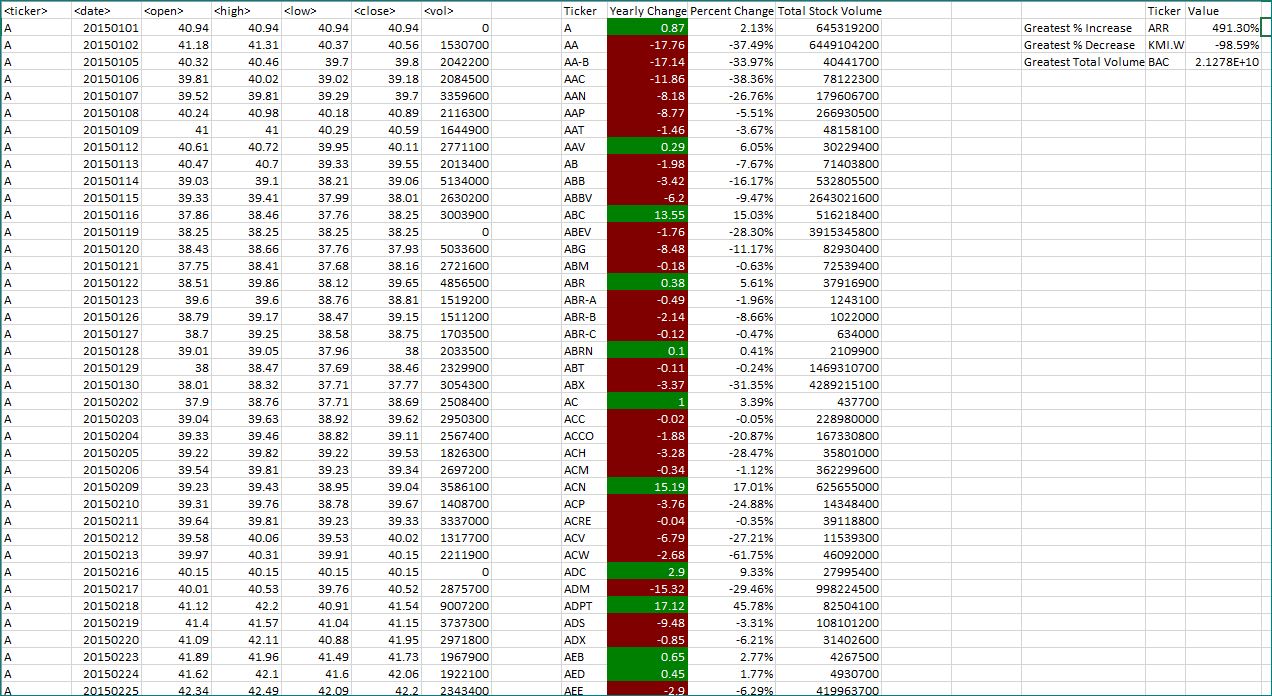 <ticker> <date> <open> <high> <low> <close> <vol> Ticker Yearly Change Percent Change Total Stock Volume Ticker Value
A 20150101 40.94 40.94 40.94 40.94 0 A 0.87 2.13% 645319200 Greatest % Increase ARR 491.30%
A 20150102 41.18 41.31 40.37 40.56 1530700 AA -17.76 -37.49% 6449104200 Greatest % Decrease KMI.W -98.59%
A 20150105 40.32 40.46 39.7 39.8 2042200 AA-B -17.14 -33.97% 40441700 Greatest Total Volume BAC 2.1278E+10
A 20150106 39.81 40.02 39.02 39.18 2084500 AAC -11.86 -38.36% 78122300
A 20150107 39.52 39.81 39.29 39.7 3359600 AAN -8.18 -26.76% 179606700
A 20150108 40.24 40.98 40.18 40.89 2116300 AAP -8.77 -5.51% 266930500
A 20150109 41 41 40.29 40.59 1644900 AAT -1.46 -3.67% 48158100
A 20150112 40.61 40.72 39.95 40.11 2771100 AAV 0.29 6.05% 30229400
A 20150113 40.47 40.7 39.33 39.55 2013400 AB -1.98 -7.67% 71403800
A 20150114 39.03 39.1 38.21 39.06 5134000 ABB -3.42 -16.17% 532805500
A 20150115 39.33 39.41 37.99 38.01 2630200 ABBV -6.2 -9.47% 2643021600
A 20150116 37.86 38.46 37.76 38.25 3003900 ABC 13.55 15.03% 516218400
A 20150119 38.25 38.25 38.25 38.25 0 ABEV -1.76 -28.30% 3915345800
A 20150120 38.43 38.66 37.76 37.93 5033600 ABG -8.48 -11.17% 82930400
A 20150121 37.75 38.41 37.68 38.16 2721600 ABM -0.18 -0.63% 72539400
A 20150122 38.51 39.86 38.12 39.65 4856500 ABR 0.38 5.61% 37916900
A 20150123 39.6 39.6 38.76 38.81 1519200 ABR-A -0.49 -1.96% 1243100
A 20150126 38.79 39.17 38.47 39.15 1511200 ABR-B -2.14 -8.66% 1022000
A 20150127 38.7 39.25 38.58 38.75 1703500 ABR-C -0.12 -0.47% 634000
A 20150128 39.01 39.05 37.96 38 2033500 ABRN 0.1 0.41% 2109900
A 20150129 38 38.47 37.69 38.46 2329900 ABT -0.11 -0.24% 1469310700
A 20150130 38.01 38.32 37.71 37.77 3054300 ABX -3.37 -31.35% 4289215100
A 20150202 37.9 38.76 37.71 38.69 2508400 AC 1 3.39% 437700
A 20150203 39.04 39.63 38.92 39.62 2950300 ACC -0.02 -0.05% 228980000
A 20150204 39.33 39.46 38.82 39.11 2567400 ACCO -1.88 -20.87% 167330800
A 20150205 39.22 39.82 39.22 39.53 1826300 ACH -3.28 -28.47% 35801000
A 20150206 39.54 39.81 39.23 39.34 2697200 ACM -0.34 -1.12% 362299600
A 20150209 39.23 39.43 38.95 39.04 3586100 ACN 15.19 17.01% 625655000
A 20150210 39.31 39.76 38.78 39.67 1408700 ACP -3.76 -24.88% 14348400
A 20150211 39.64 39.81 39.23 39.33 3337000 ACRE -0.04 -0.35% 39118800
A 20150212 39.58 40.06 39.53 40.02 1317700 ACV -6.79 -27.21% 11539300
A 20150213 39.97 40.31 39.91 40.15 2211900 ACW -2.68 -61.75% 46092000
A 20150216 40.15 40.15 40.15 40.15 0 ADC 2.9 9.33% 27995400
A 20150217 40.01 40.53 39.76 40.52 2875700 ADM -15.32 -29.46% 998224500
A 20150218 41.12 42.2 40.91 41.54 9007200 ADPT 17.12 45.78% 82504100
A 20150219 41.4 41.57 41.04 41.15 3737300 ADS -9.48 -3.31% 108101200
A 20150220 41.09 42.11 40.88 41.95 2971800 ADX -0.85 -6.21% 31402600
A 20150223 41.89 41.96 41.49 41.73 1967900 AEB 0.65 2.77% 4267500
A 20150224 41.62 42.1 41.6 42.06 1922100 AED 0.45 1.77% 4930700
A 20150225 42.34 42.49 42.09 42.2 2343400 AEE -2.9 -6.29% 419963700